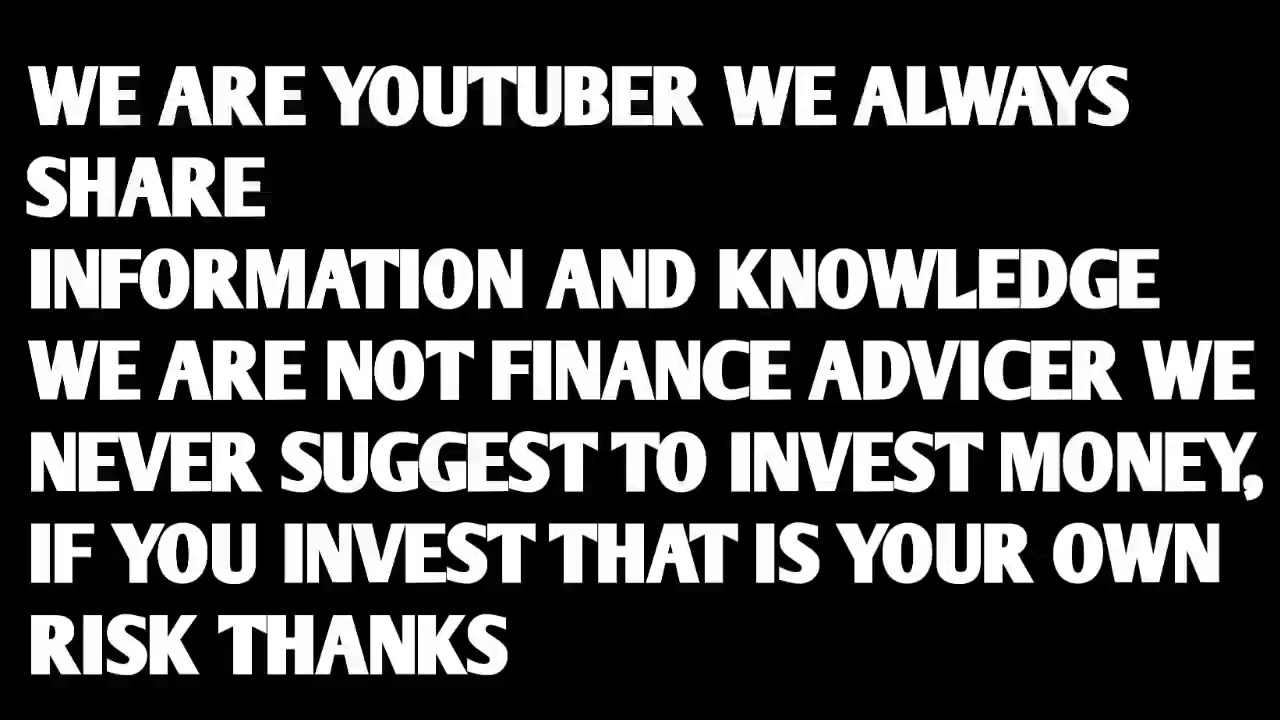 WE ARE YOUTUBER WE ALWAYS
SHARE
INFORMATION AND KNOWLEDGE
WE ARE NOT FINANCE ADVICER WE
NEVER SUGGEST TO INVEST MONEY,
IF YOU INVEST THAT IS YOUR OWN
RISK THANKS